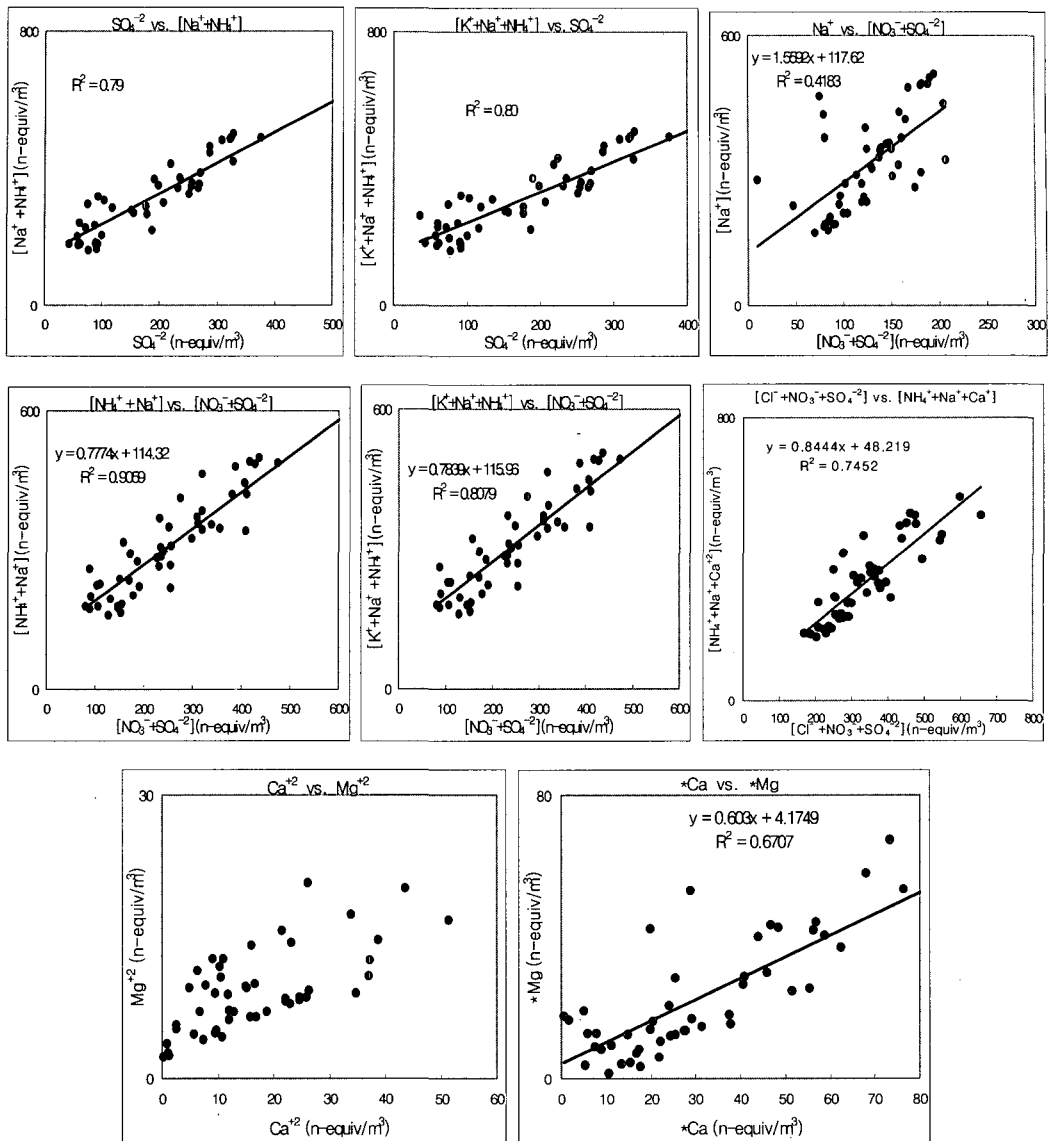 SO₄⁻² vs. [Na⁺+NH₄⁺]
800
R² = 0.79
[Na⁺+NH₄⁺](n-equiv/m³)
0
0 100 200 300 400 500
SO₄⁻² (n-equiv/m³)
[K⁺+Na⁺+NH₄⁺] vs. SO₄⁻²
800
R² = 0.80
[K⁺+Na⁺+NH₄⁺](n-equiv/m³)
0
0 100 200 300 400
SO₄⁻² (n-equiv/m³)
Na⁺ vs. [NO₃⁻+SO₄⁻²]
600
y = 1.5592x + 117.62
R² = 0.4183
[Na⁺](n-equiv/m³)
0
0 50 100 150 200 250 300
[NO₃⁻+SO₄⁻²](n-equiv/m³)
[NH₄⁺+Na⁺] vs. [NO₃⁻+SO₄⁻²]
600
y = 0.7774x + 114.32
R² = 0.9059
[NH₄⁺+Na⁺](n-equiv/m³)
0
0 100 200 300 400 500 600
[NO₃⁻+SO₄⁻²](n-equiv/m³)
[K⁺+Na⁺+NH₄⁺] vs. [NO₃⁻+SO₄⁻²]
600
y = 0.7839x + 115.96
R² = 0.8079
[K⁺+Na⁺+NH₄⁺](n-equiv/m³)
0
0 100 200 300 400 500 600
[NO₃⁻+SO₄⁻²](n-equiv/m³)
[Cl⁻+NO₃⁻+SO₄⁻²] vs. [NH₄⁺+Na⁺+Ca⁺]
800
y = 0.8444x + 48.219
R² = 0.7452
[NH₄⁺+Na⁺+Ca⁺²](n-equiv/m³)
0
0 100 200 300 400 500 600 700 800
[Cl⁻+NO₃⁻+SO₄⁻²](n-equiv/m³)
Ca⁺² vs. Mg⁺²
30
Mg⁺² (n-equiv/m³)
0
0 10 20 30 40 50 60
Ca⁺² (n-equiv/m³)
*Ca vs. *Mg
80
y = 0.603x + 4.1749
R² = 0.6707
*Mg (n-equiv/m³)
0
0 10 20 30 40 50 60 70 80
*Ca (n-equiv/m³)